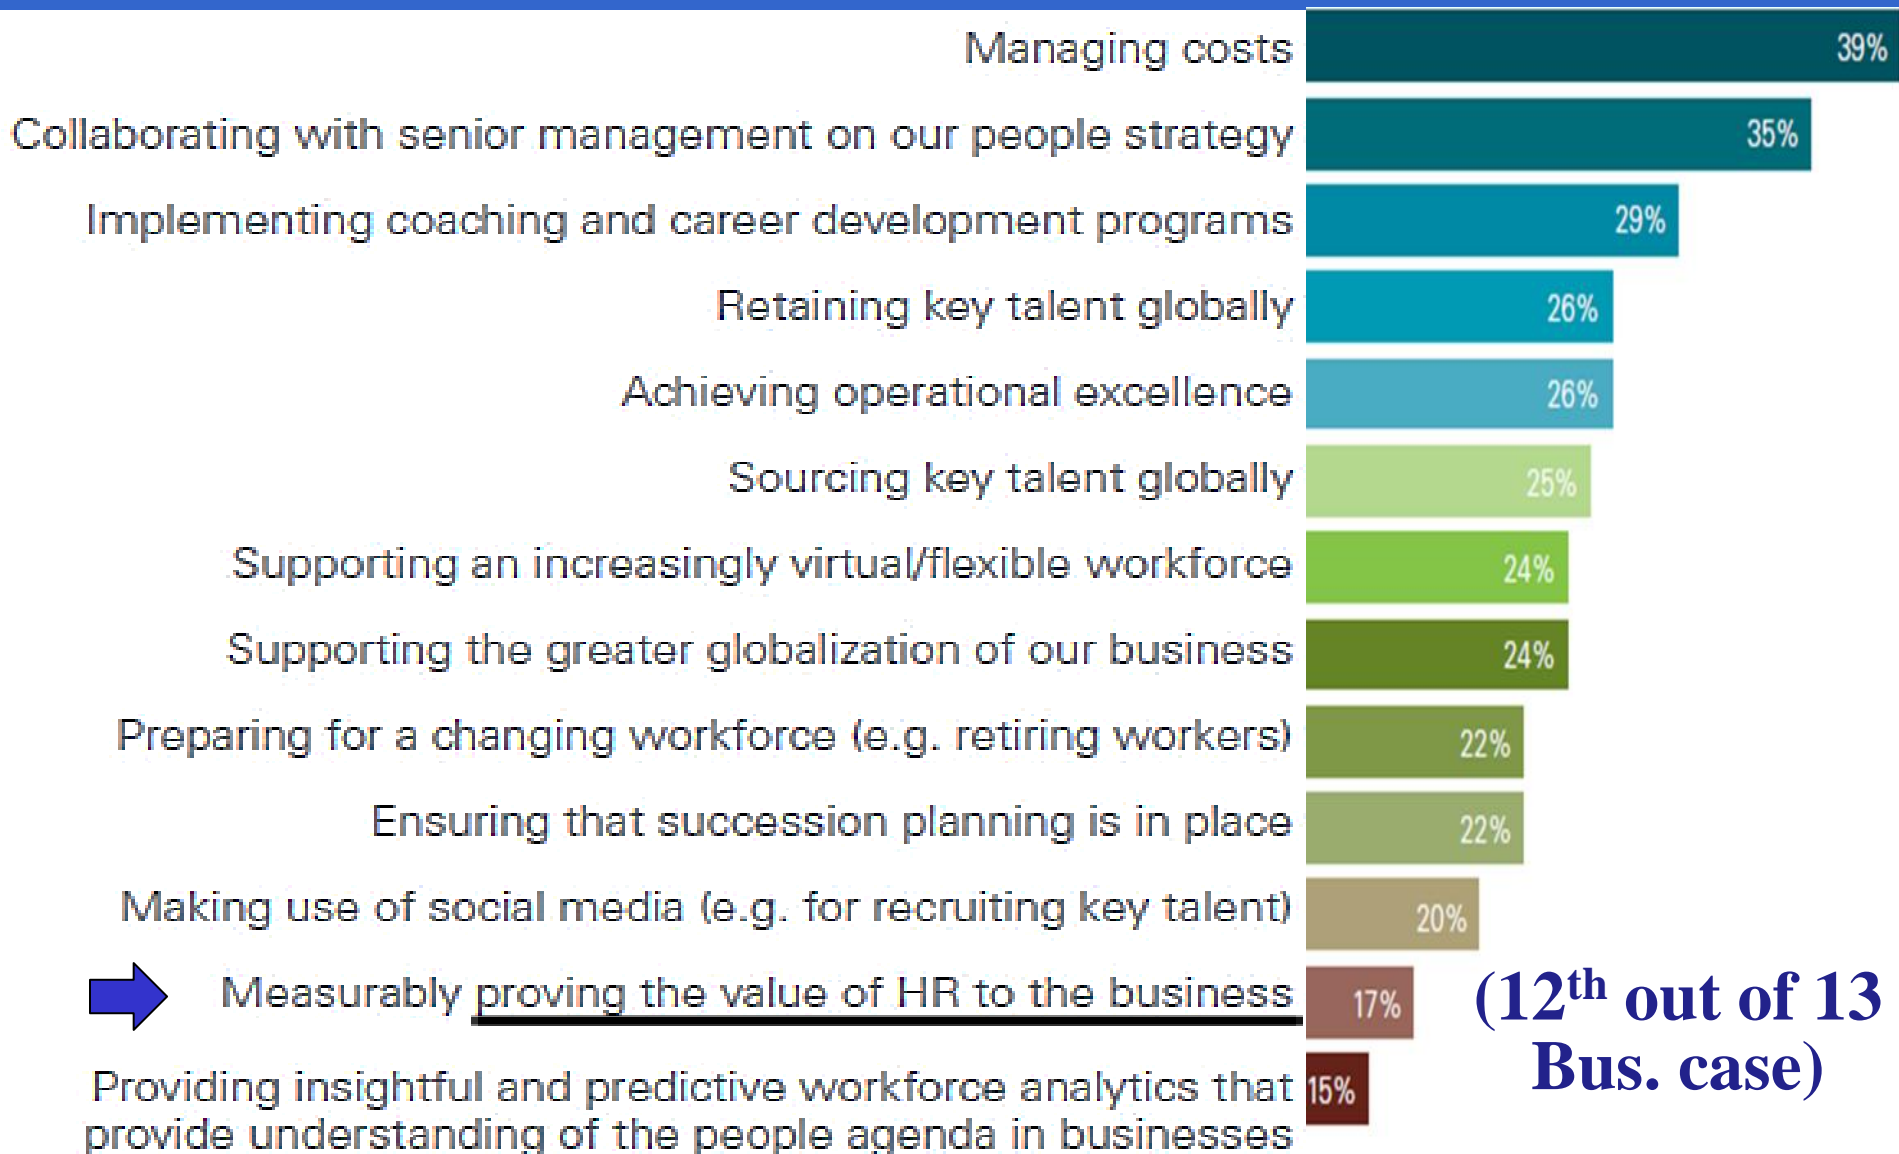 Managing costs 39%
Collaborating with senior management on our people strategy 35%
Implementing coaching and career development programs 29%
Retaining key talent globally 26%
Achieving operational excellence 26%
Sourcing key talent globally 25%
Supporting an increasingly virtual/flexible workforce 24%
Supporting the greater globalization of our business 24%
Preparing for a changing workforce (e.g. retiring workers) 22%
Ensuring that succession planning is in place 22%
Making use of social media (e.g. for recruiting key talent) 20%
Measurably proving the value of HR to the business 17%
(12th out of 13
Bus. case)
Providing insightful and predictive workforce analytics that 15%
provide understanding of the people agenda in businesses